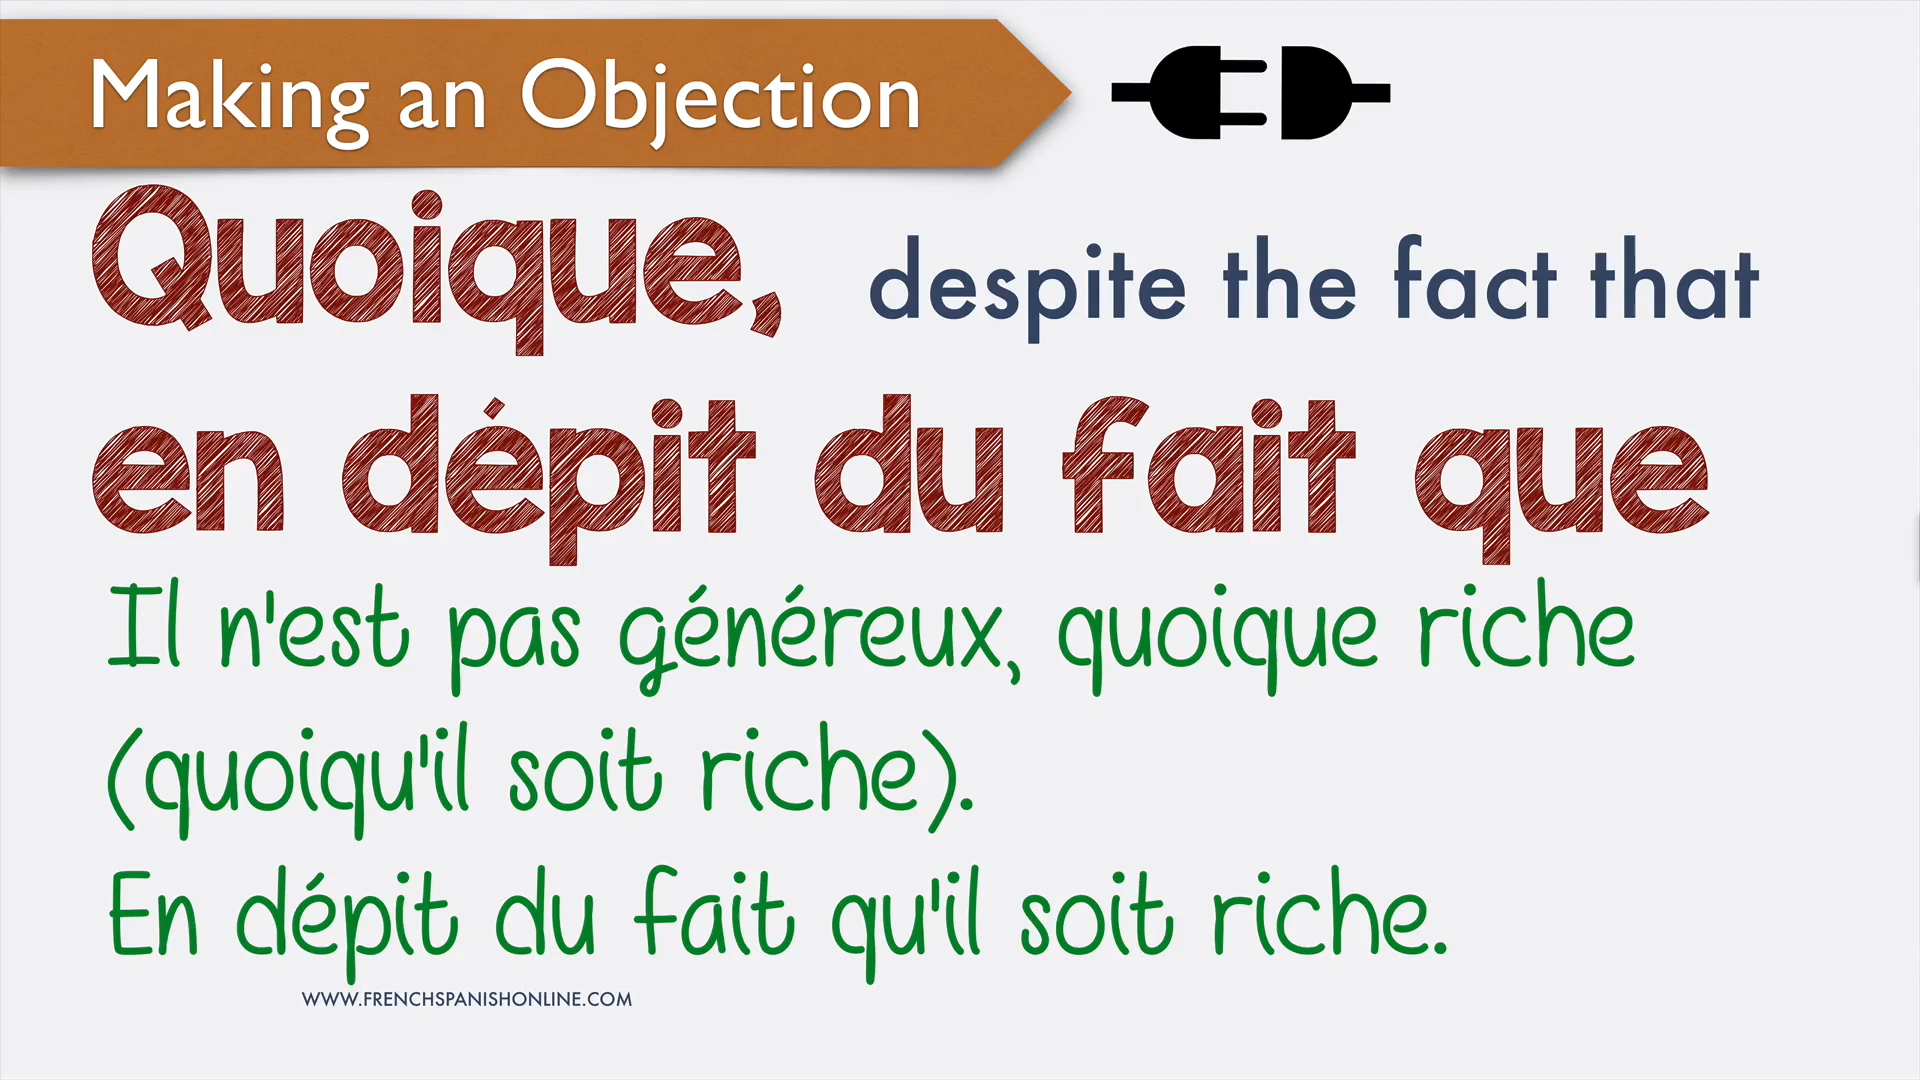 Making an Objection
Quoique, despite the fact that
en dépit du fait que
Il n'est pas généreux, quoique riche
(quoiqu'il soit riche).
En dépit du fait qu'il soit riche.
WWW.FRENCHSPANISHONLINE.COM